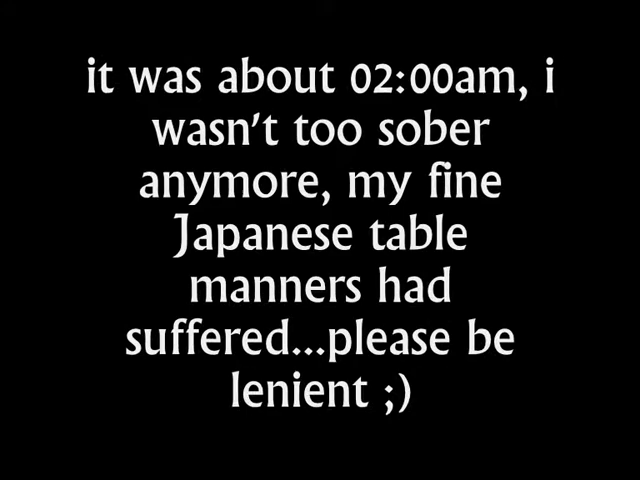 it was about 02:00am, i
wasn't too sober
anymore, my fine
Japanese table
manners had
suffered...please be
lenient ;)